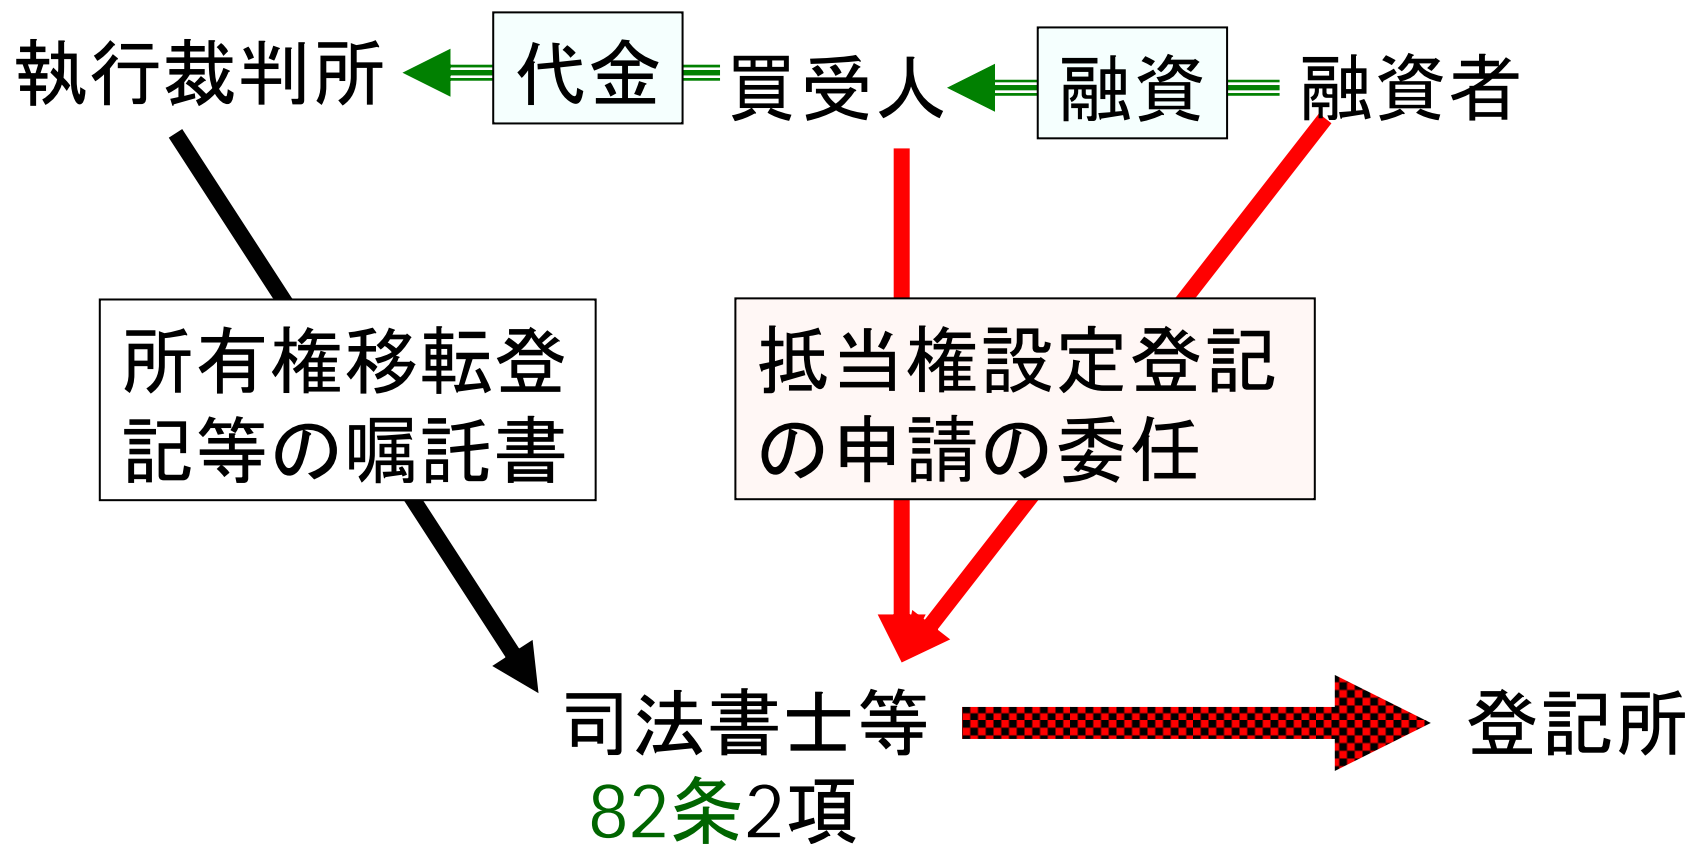 執行裁判所
代金
買受人
融資
融資者
所有権移転登
記等の嘱託書
抵当権設定登記
の申請の委任
司法書士等
82条2項
登記所